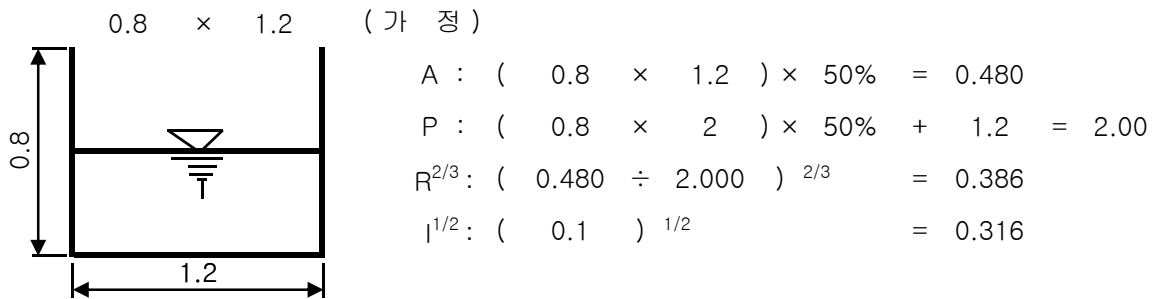 0.8 × 1.2 (가 정)
A : ( 0.8 × 1.2 ) × 50% = 0.480
P : ( 0.8 × 2 ) × 50% + 1.2 = 2.00
R^{2/3} : ( 0.480 ÷ 2.000 ) ^{2/3} = 0.386
I^{1/2} : ( 0.1 ) ^{1/2} = 0.316
0.8
1.2